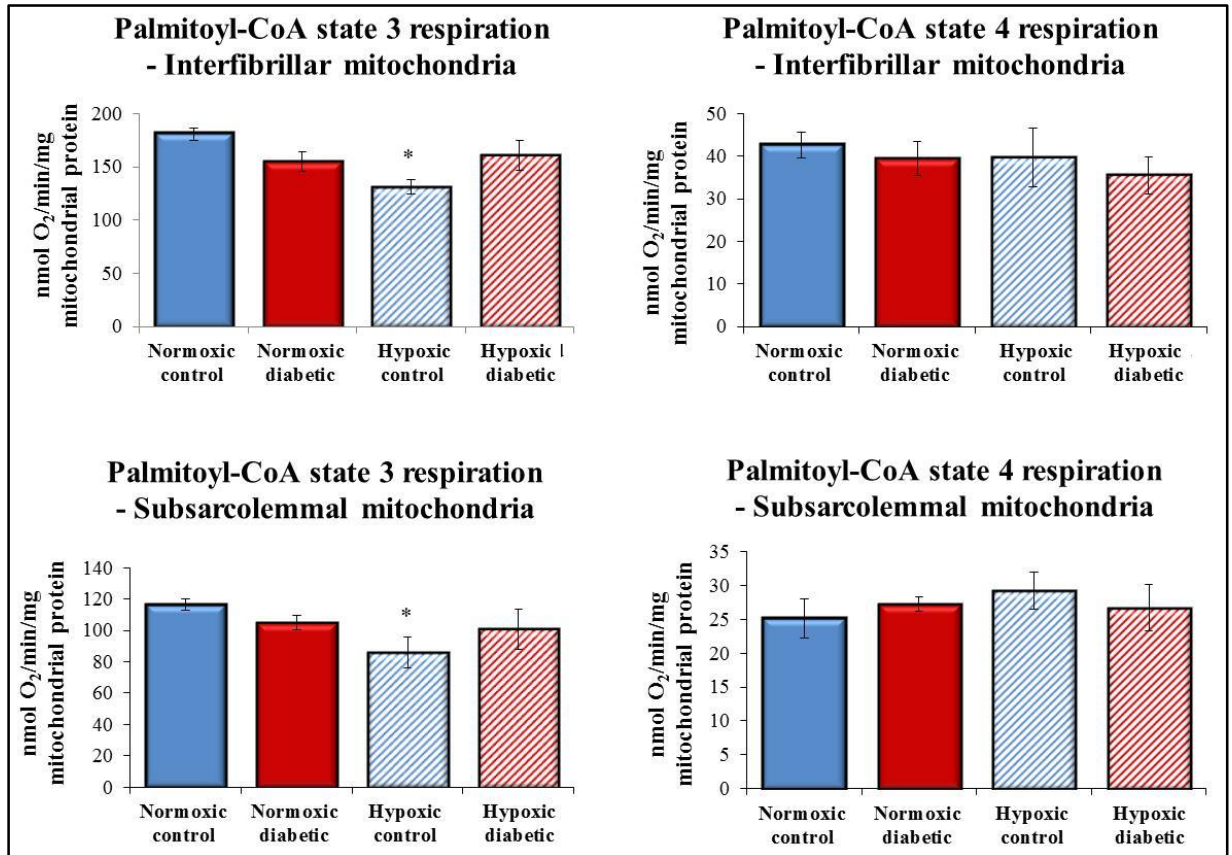 Palmitoyl-CoA state 3 respiration
- Interfibrillar mitochondria
nmol O₂/min/mg
mitochondrial protein
200
150
100
50
0
*
Normoxic
control
Normoxic
diabetic
Hypoxic
control
Hypoxic
diabetic
Palmitoyl-CoA state 4 respiration
- Interfibrillar mitochondria
nmol O₂/min/mg
mitochondrial protein
50
40
30
20
10
0
Normoxic
control
Normoxic
diabetic
Hypoxic
control
Hypoxic
diabetic
Palmitoyl-CoA state 3 respiration
- Subsarcolemmal mitochondria
nmol O₂/min/mg
mitochondrial protein
140
120
100
80
60
40
20
0
*
Normoxic
control
Normoxic
diabetic
Hypoxic
control
Hypoxic
diabetic
Palmitoyl-CoA state 4 respiration
- Subsarcolemmal mitochondria
nmol O₂/min/mg
mitochondrial protein
35
30
25
20
15
10
5
0
Normoxic
control
Normoxic
diabetic
Hypoxic
control
Hypoxic
diabetic